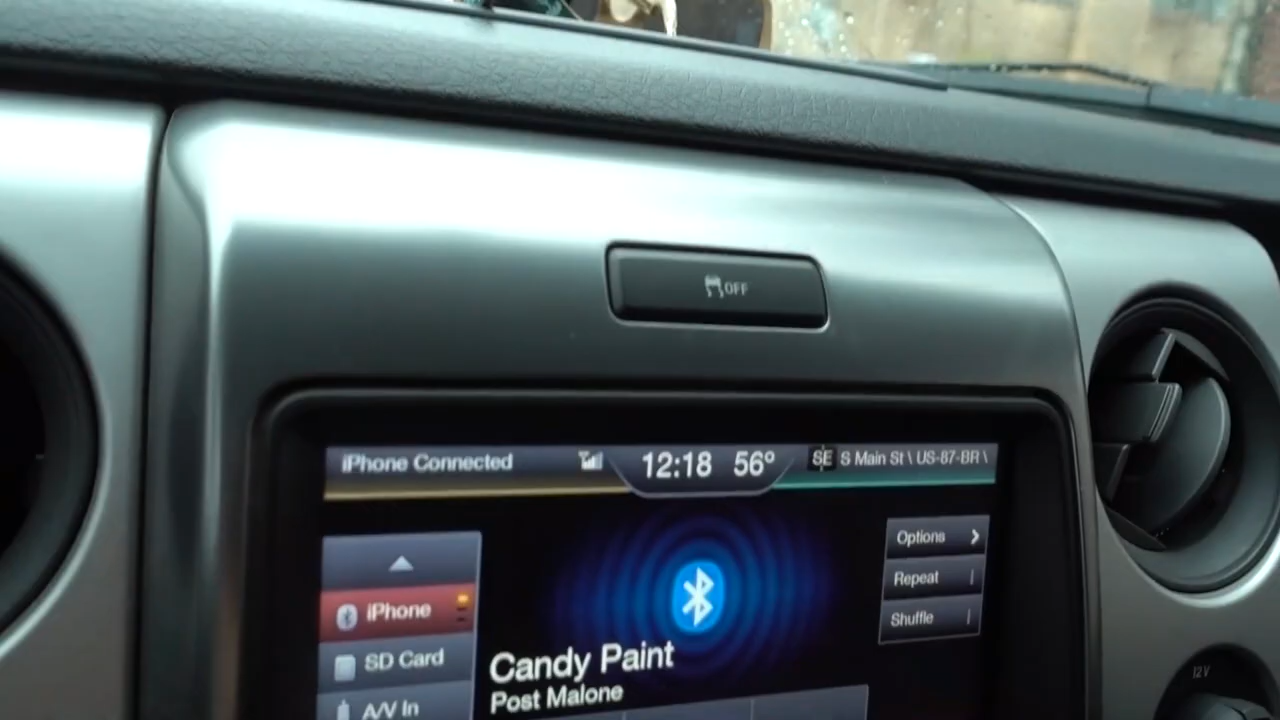 OFF
iPhone Connected
12:18 56°
SE S Main St \ US-87-BR \
Options
iPhone
Repeat
Shuffle
SD Card
Candy Paint
Post Malone
A/V In
12V